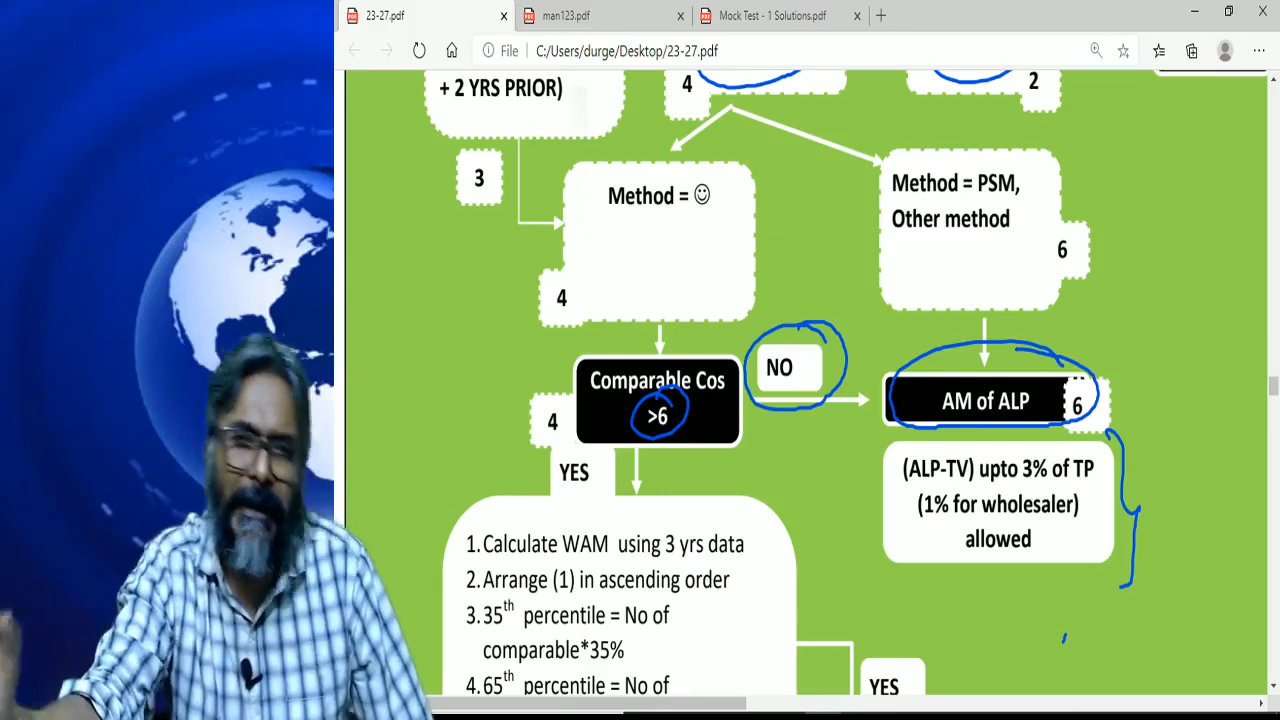 23-27.pdf
man123.pdf
Mock Test - 1 Solutions.pdf
File
C:/Users/durge/Desktop/23-27.pdf
+ 2 YRS PRIOR)
4
2
3
Method = ☺
4
Method = PSM,
Other method
6
Comparable Cos
>6
4
NO
AM of ALP
6
YES
(ALP-TV) upto 3% of TP
(1% for wholesaler)
allowed
1. Calculate WAM using 3 yrs data
2. Arrange (1) in ascending order
3. 35th percentile = No of
comparable*35%
4. 65th percentile = No of
YES